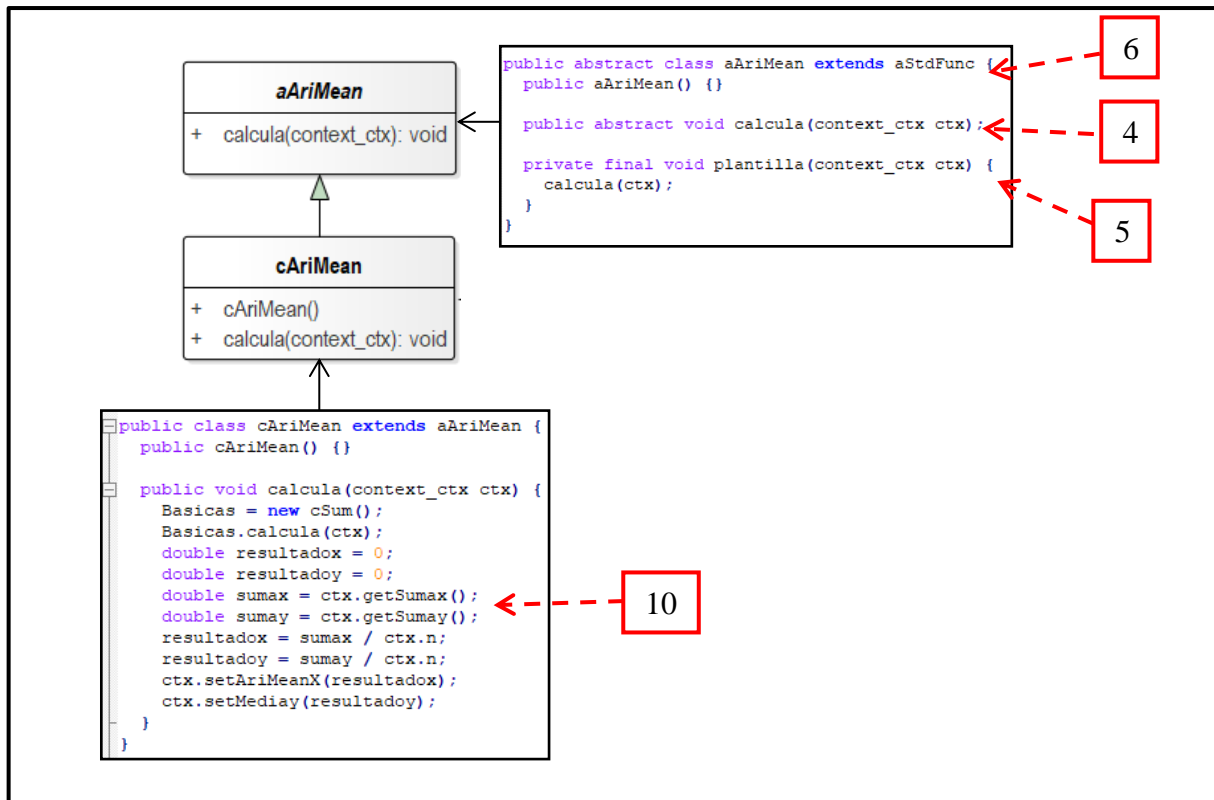 aAriMean
+ calcula(context_ctx): void
public abstract class aAriMean extends aStdFunc {
public aAriMean() {}
public abstract void calcula(context_ctx ctx);
private final void plantilla(context_ctx ctx) {
calcula(ctx);
}
}
6
4
5
cAriMean
+ cAriMean()
+ calcula(context_ctx): void
public class cAriMean extends aAriMean {
public cAriMean() {}
public void calcula(context_ctx ctx) {
Basicas = new cSum();
Basicas.calcula(ctx);
double resultadox = 0;
double resultadoy = 0;
double sumax = ctx.getSumax();
double sumay = ctx.getSumay();
resultadox = sumax / ctx.n;
resultadoy = sumay / ctx.n;
ctx.setAriMeanX(resultadox);
ctx.setMediay(resultadoy);
}
}
10